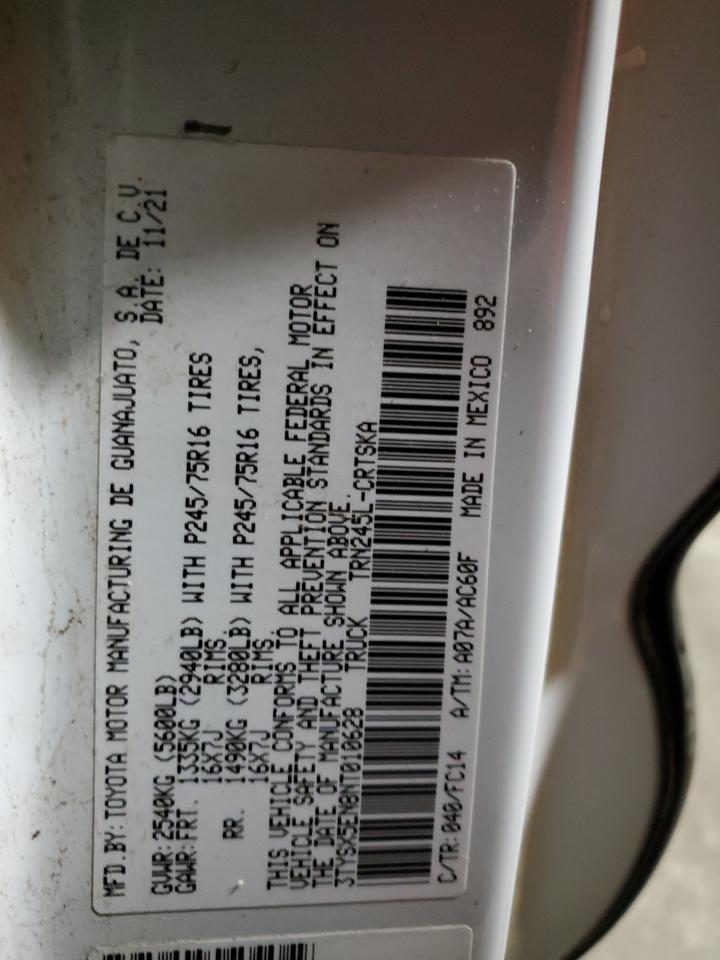 MFD.BY: TOYOTA MOTOR MANUFACTURING DE GUANAJUATO, S.A. DE C.V.
DATE: 11/21
GVWR: 2540KG (5600LB)
GAWR: FRT. 1335KG (2940LB) WITH P245/75R16 TIRES
16X7J RIMS.
RR. 1490KG (3280LB) WITH P245/75R16 TIRES,
16X7J RIMS.
THIS VEHICLE CONFORMS TO ALL APPLICABLE FEDERAL MOTOR
VEHICLE SAFETY AND THEFT PREVENTION STANDARDS IN EFFECT ON
THE DATE OF MANUFACTURE SHOWN ABOVE.
3TYSX5EN8NT010628 TRUCK TRN245L-CRTSKA
C/TR: 040/FC14 A/TM: A07A/AC60F MADE IN MEXICO 892